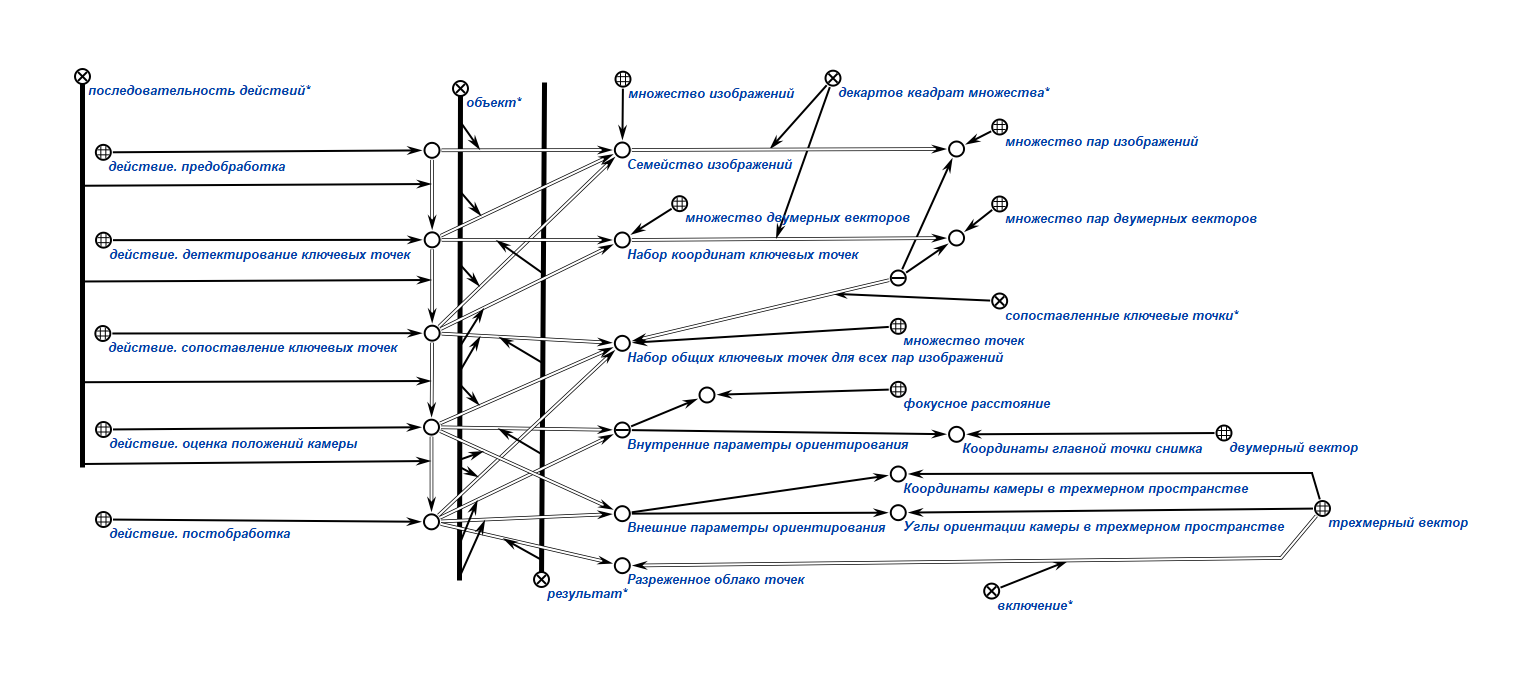 последовательность действий*
объект*
множество изображений
декартов квадрат множества*
множество пар изображений
действие. предобработка
Семейство изображений
множество двумерных векторов
множество пар двумерных векторов
действие. детектирование ключевых точек
Набор координат ключевых точек
сопоставленные ключевые точки*
множество точек
действие. сопоставление ключевых точек
Набор общих ключевых точек для всех пар изображений
фокусное расстояние
действие. оценка положений камеры
Внутренние параметры ориентирования
Координаты главной точки снимка
двумерный вектор
Координаты камеры в трехмерном пространстве
действие. постобработка
Внешние параметры ориентирования
Углы ориентации камеры в трехмерном пространстве
трехмерный вектор
Разреженное облако точек
результат*
включение*